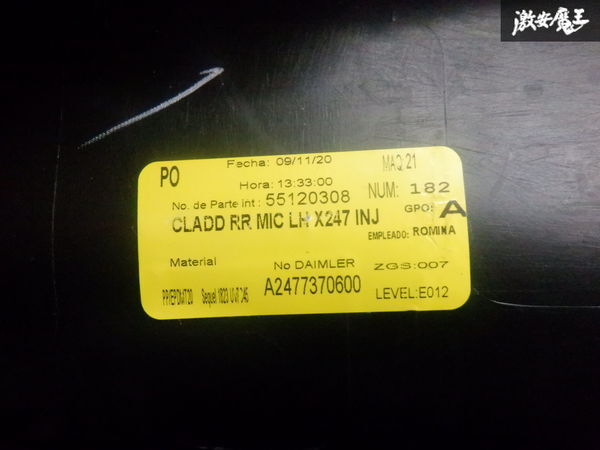 激安魔王
PO Fecha: 09/11/20 MAQ 21
Hora: 13:33:00
No. de Parte int : 55120308 NUM: 182
CLADD RR MIC LH X247 INJ GPO: A
EMPLEADO: ROMINA
Material No DAIMLER ZGS:007
Sequel 1823 A2477370600 LEVEL:E012